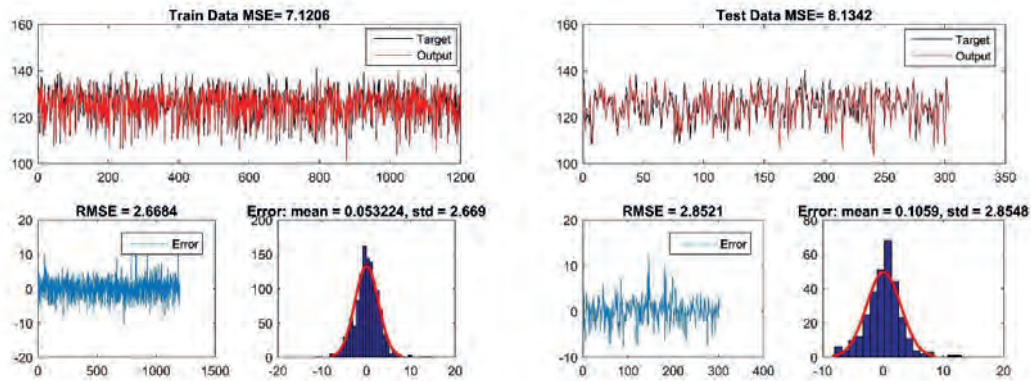 Train Data MSE= 7.1206
160
140
120
100
0 200 400 600 800 1000 1200
Target
Output
Test Data MSE= 8.1342
160
140
120
100
0 50 100 150 200 250 300 350
Target
Output
RMSE = 2.6684
20
10
0
-10
-20
0 500 1000 1500
Error
Error: mean = 0.053224, std = 2.669
200
150
100
50
0
-20 -10 0 10 20
RMSE = 2.8521
20
10
0
-10
0 100 200 300 400
Error
Error: mean = 0.1059, std = 2.8548
80
60
40
20
0
-10 0 10 20